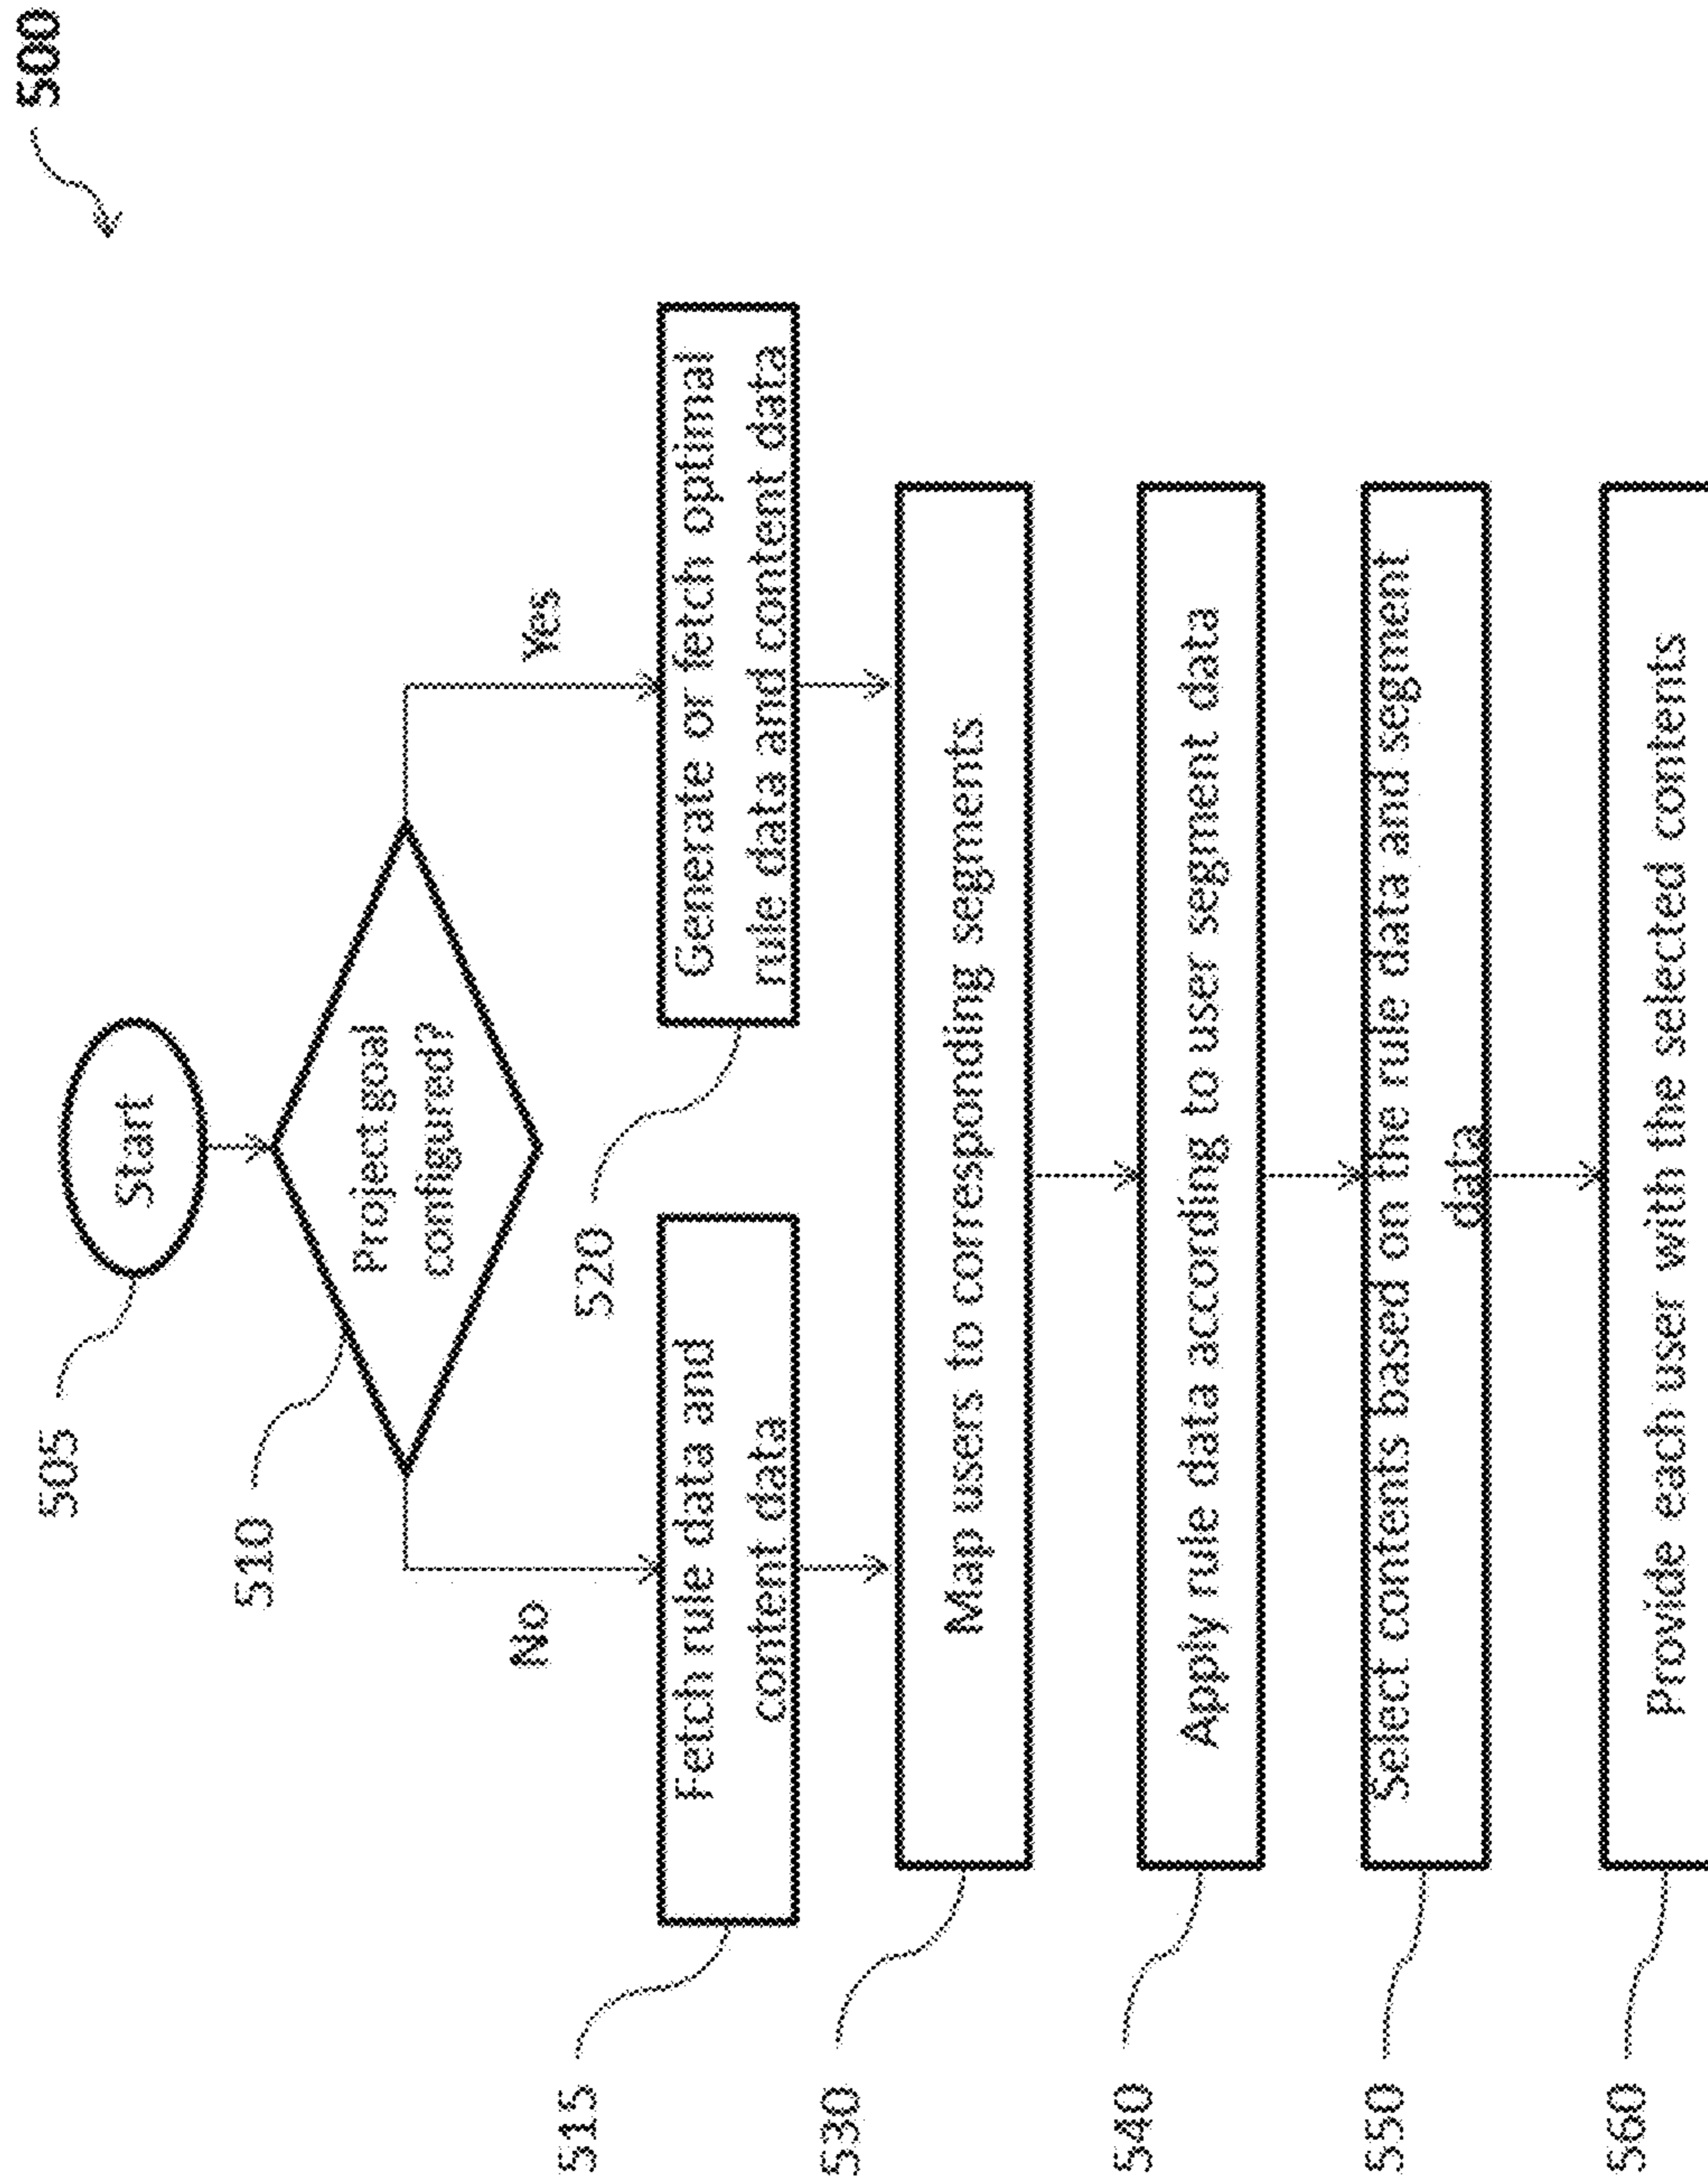 500
505
Start
510
Project goal
configured?
No
Yes
515
Fetch rule data and
content data
520
Generate or fetch optimal
rule data and content data
530
Map users to corresponding segments
540
Apply rule data according to user segment data
550
Select contents based on the rule data and segment
data
560
Provide each user with the selected contents